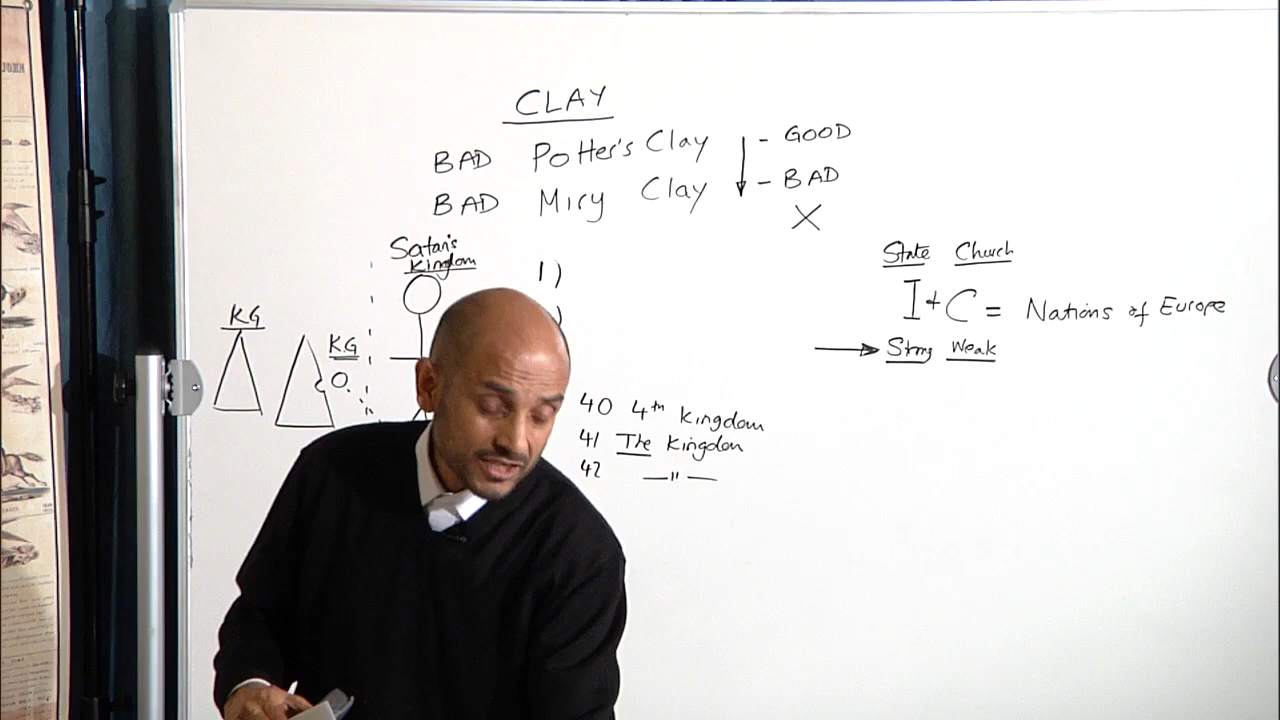 CLAY
BAD Potter's Clay - GOOD
BAD Miry Clay - BAD
X
Satan's
Kingdom
1)
)
KG
KG
State Church
I + C = Nations of Europe
Strong Weak
40 4th kingdom
41 The Kingdom
42 —"—